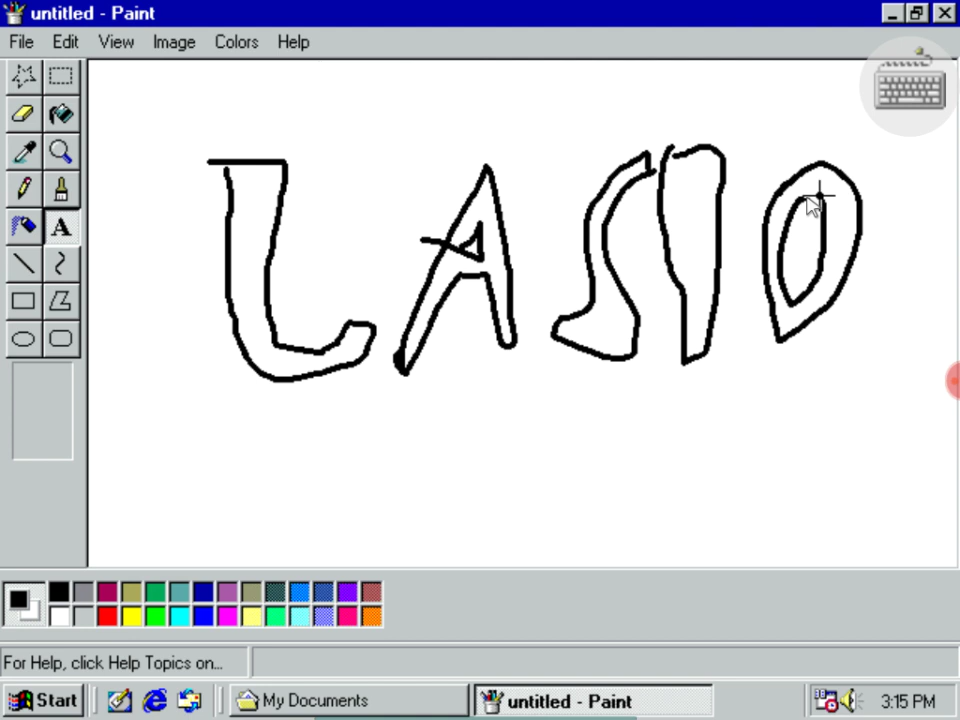 untitled - Paint
File Edit View Image Colors Help
LASIO
A
For Help, click Help Topics on...
Start My Documents untitled - Paint 3:15 PM